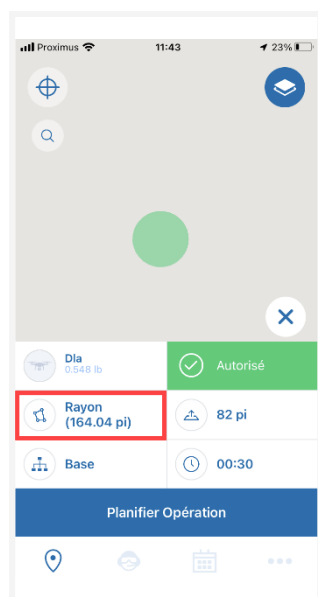 Proximus
11:43
23%
Dla
0.548 lb
Autorisé
Rayon
(164.04 pi)
82 pi
Base
00:30
Planifier Opération